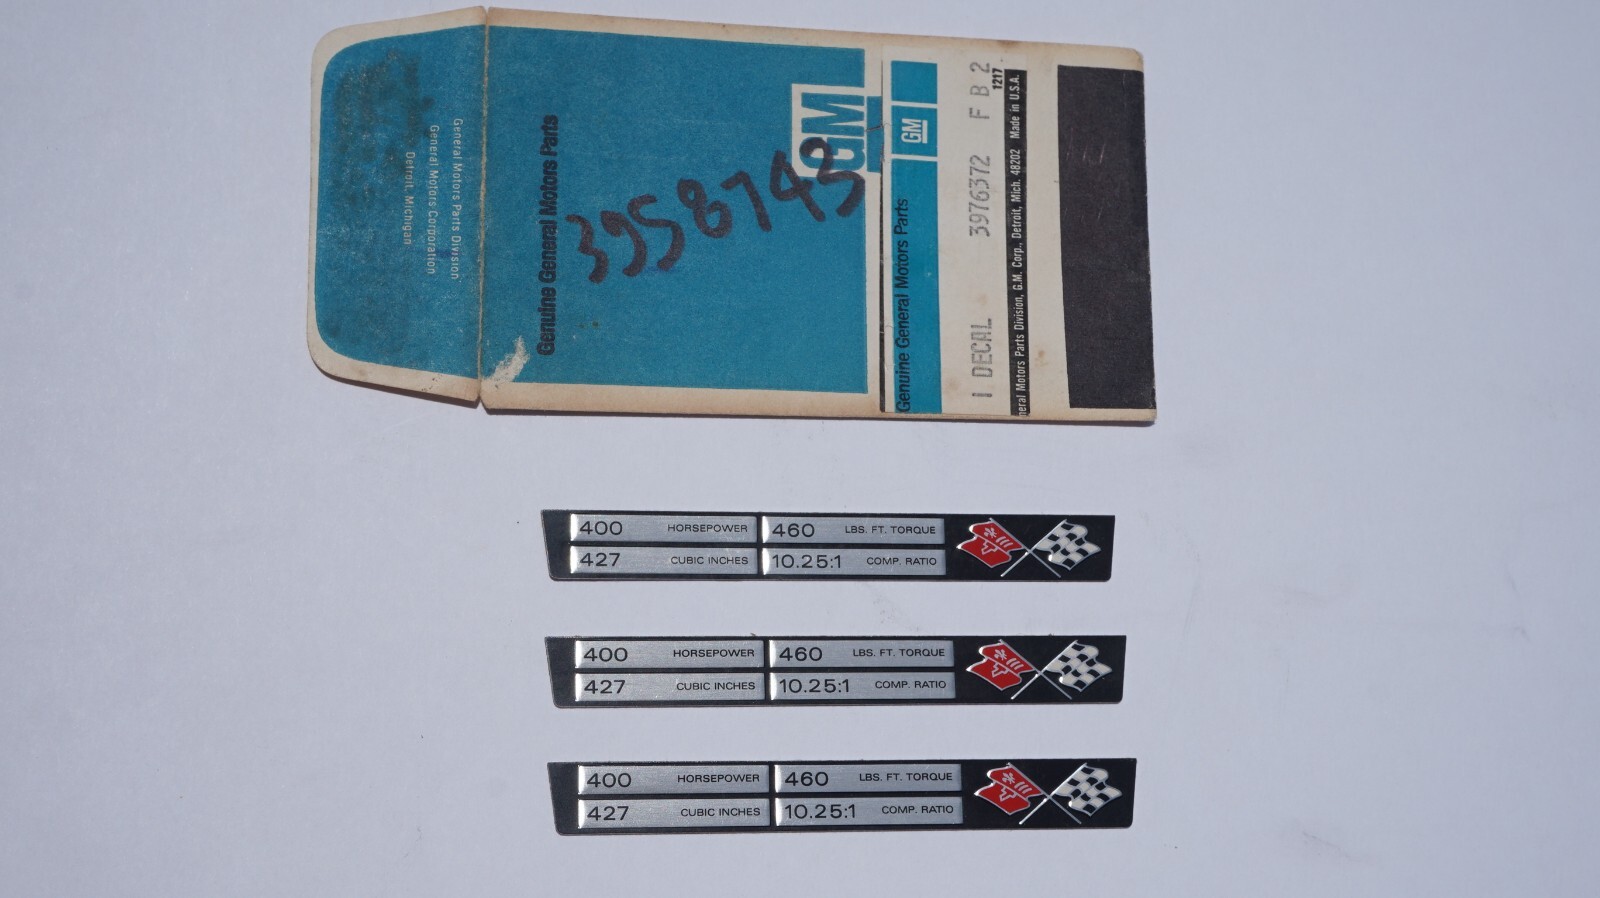 General Motors Parts Division
General Motors Corporation
Detroit, Michigan
Genuine General Motors Parts
3958743
GM
GM
Genuine General Motors Parts
1 DECAL 3976372 F B 2
1217
Motors Parts Division, G.M. Corp., Detroit, Mich. 48202 Made in U.S.A.
400 HORSEPOWER 460 LBS. FT. TORQUE
427 CUBIC INCHES 10.25:1 COMP. RATIO
400 HORSEPOWER 460 LBS. FT. TORQUE
427 CUBIC INCHES 10.25:1 COMP. RATIO
400 HORSEPOWER 460 LBS. FT. TORQUE
427 CUBIC INCHES 10.25:1 COMP. RATIO